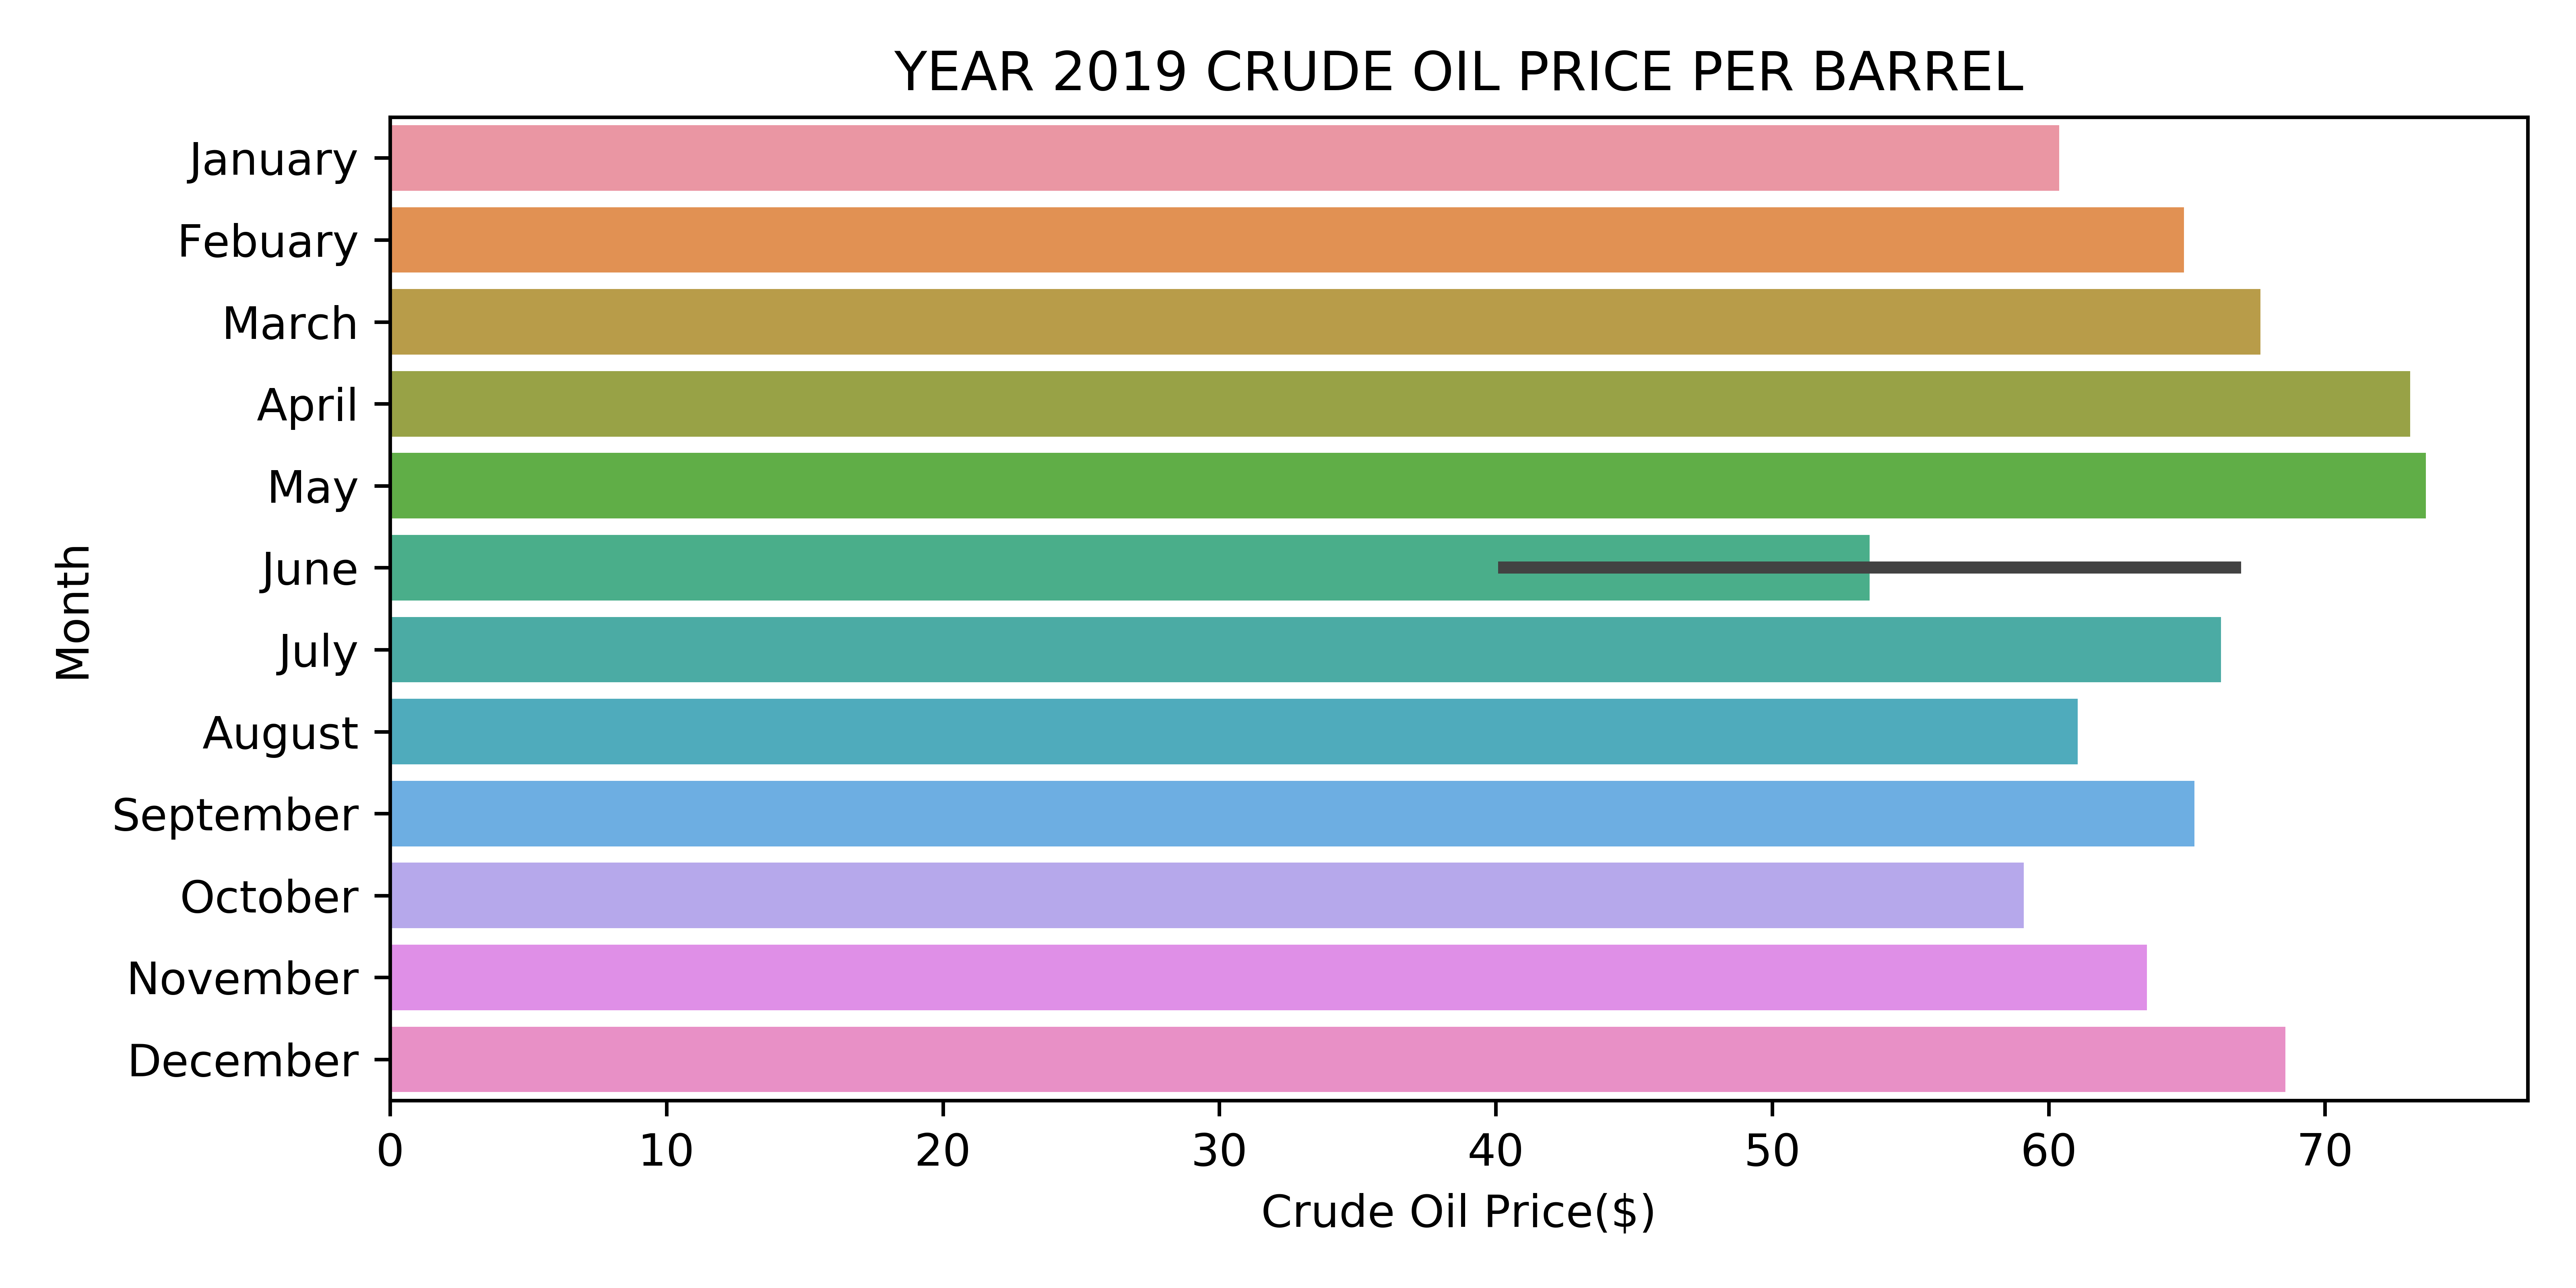 YEAR 2019 CRUDE OIL PRICE PER BARREL
January
Febuary
March
April
May
June
July
August
September
October
November
December
Month
0 10 20 30 40 50 60 70
Crude Oil Price($)